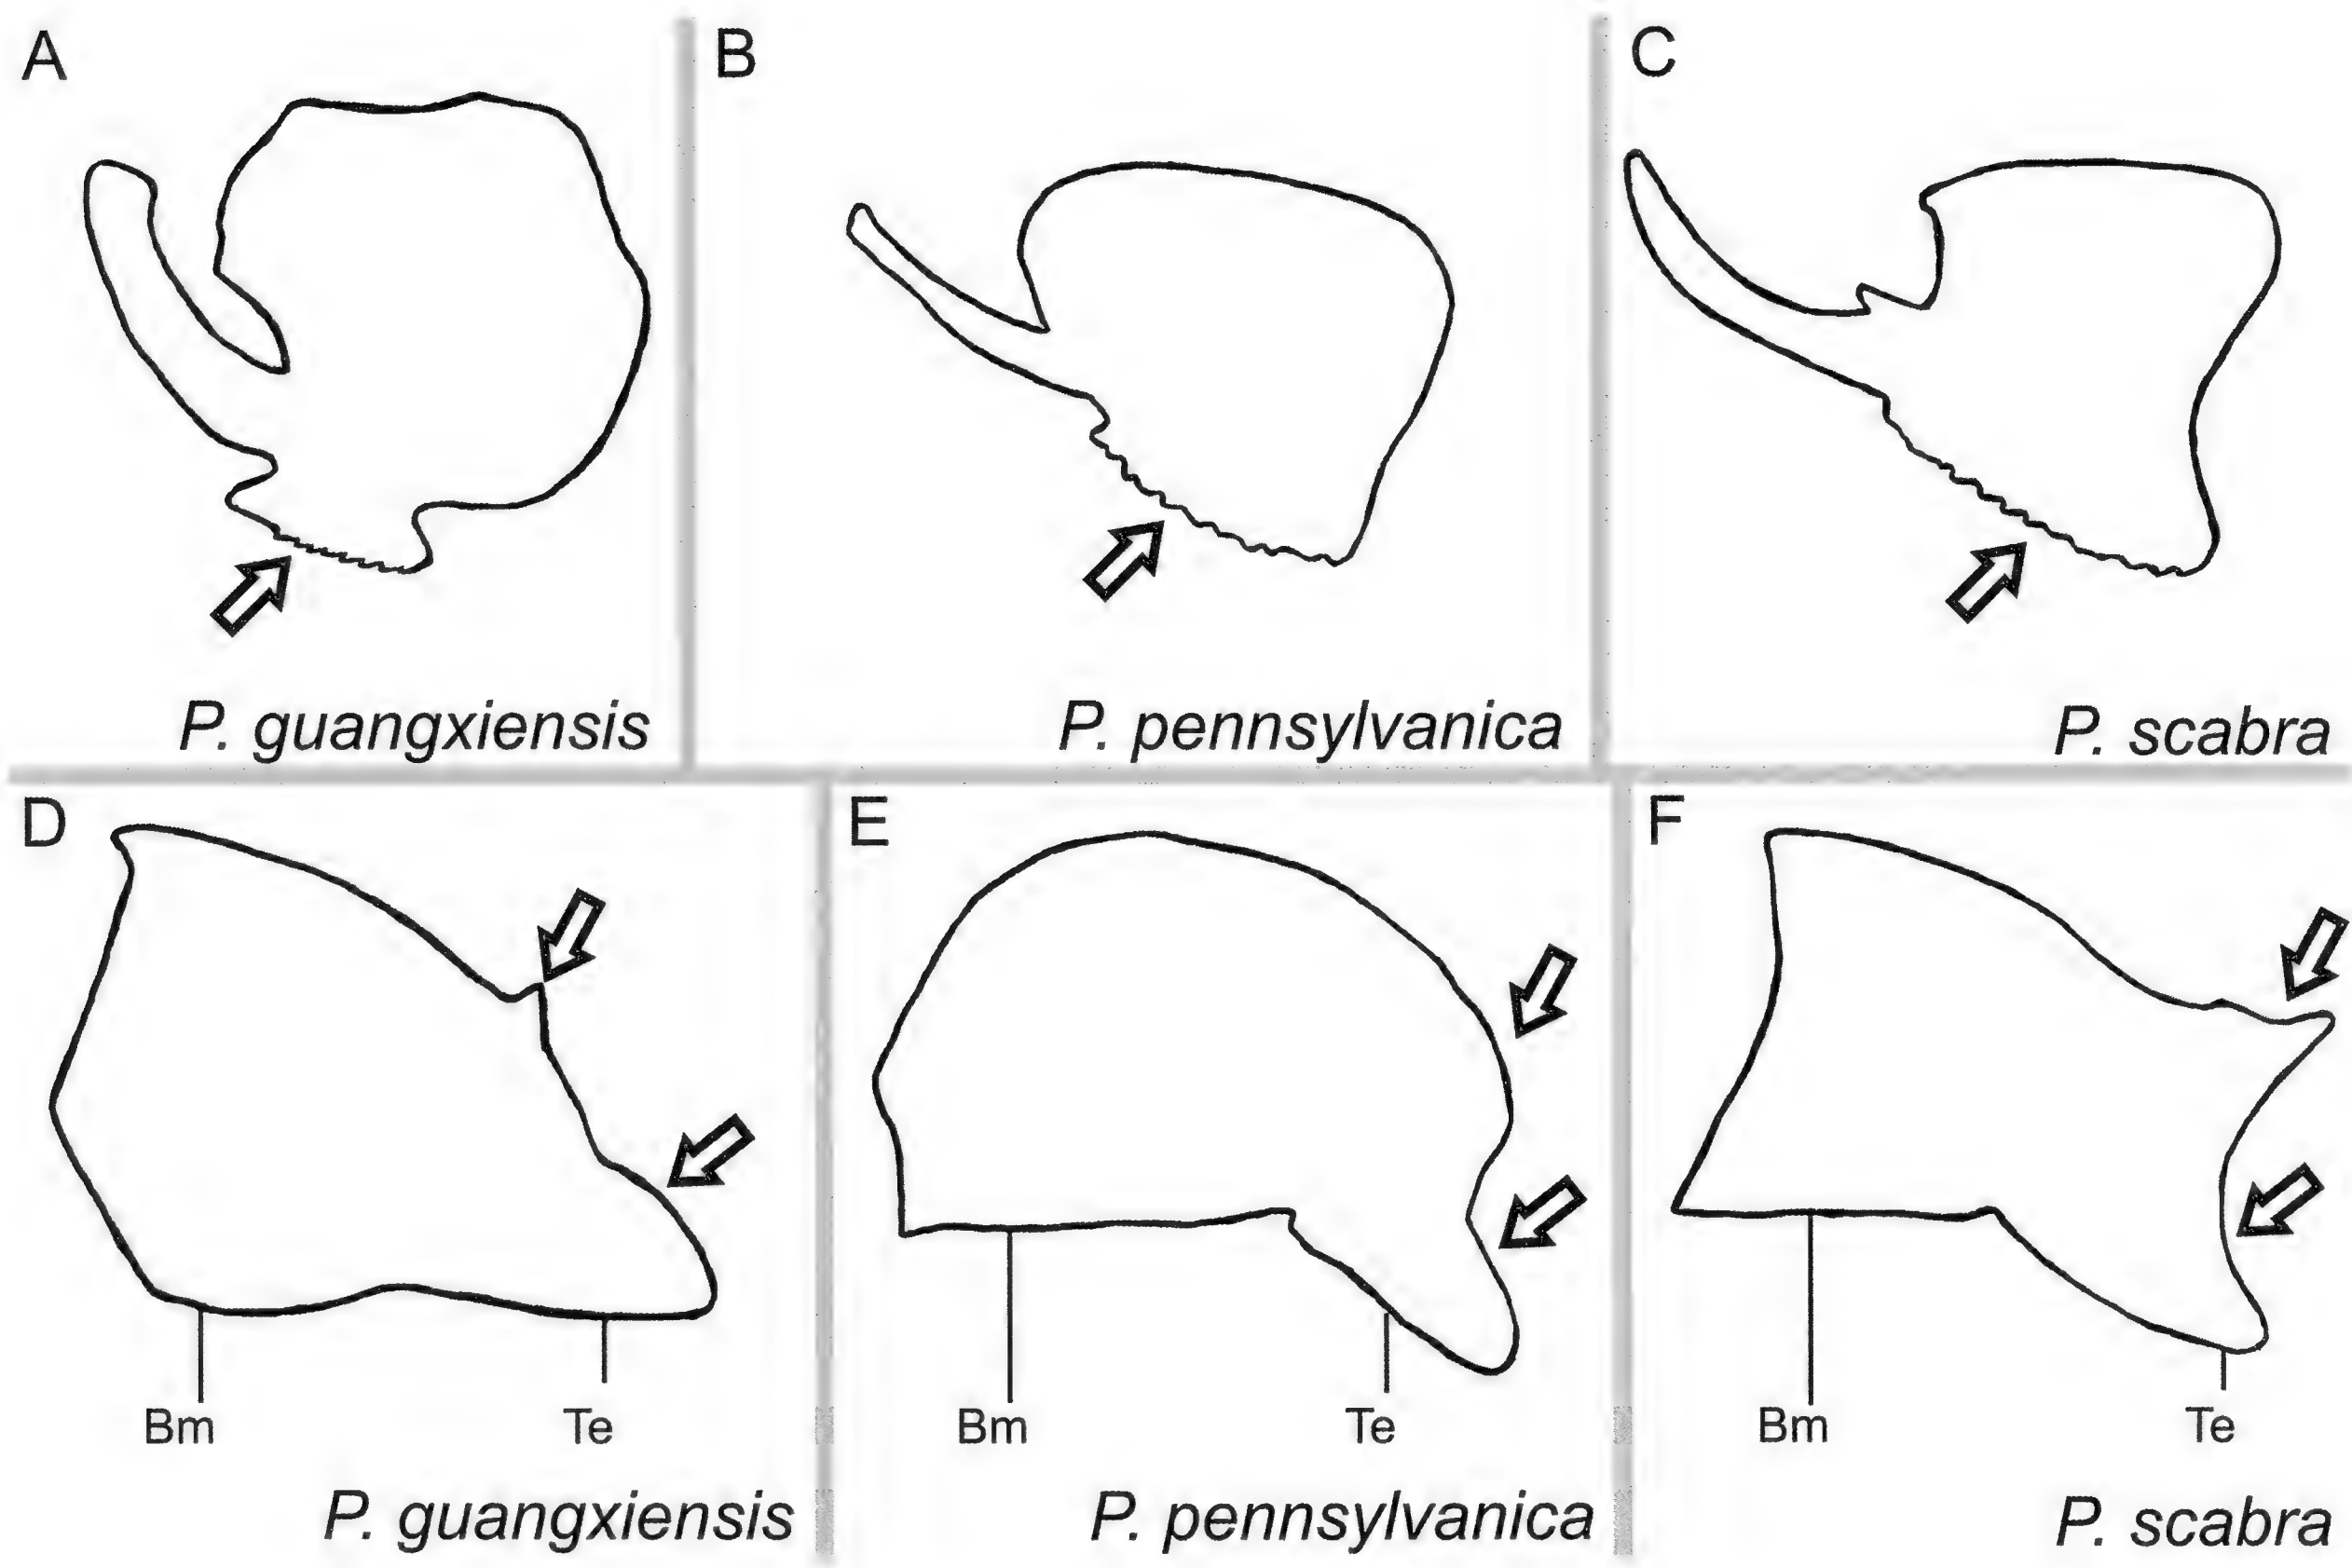 A
B
C
P. guangxiensis
P. pennsylvanica
P. scabra
D
E
F
Bm
Te
Bm
Te
Bm
Te
P. guangxiensis
P. pennsylvanica
P. scabra